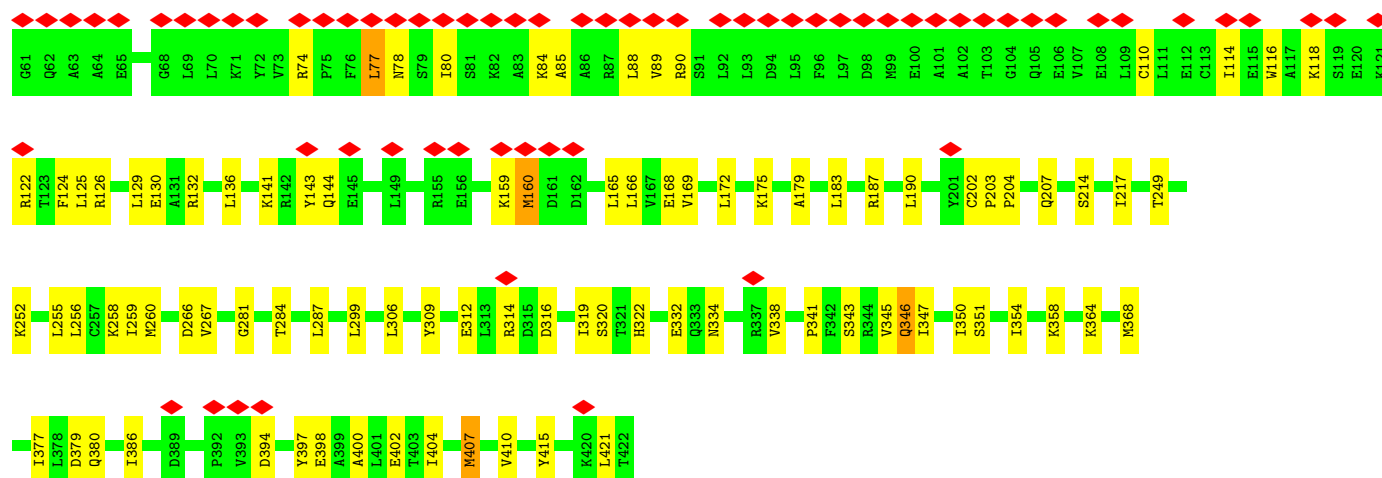 G61 Q62 A63 A64 E65 G68 L69 L70 K71 Y72 V73 R74 P75 F76 L77 N78 S79 I80 S81 K82 A83 K84 A85 A86 R87 L88 V89 R90 S91 L92 L93 D94 L95 F96 L97 D98 M99 E100 A101 A102 T103 G104 Q105 E106 V107 E108 L109 C110 L111 E112 C113 I114 E115 W116 A117 K118 S119 E120 K121
R122 T123 F124 L125 R126 L129 E130 A131 R132 L136 K141 R142 Y143 Q144 E145 L149 R155 E156 K159 M160 D161 D162 L165 L166 V167 E168 V169 L172 K175 A179 L183 R187 L190 Y201 C202 P203 P204 Q207 S214 I217 T249
K252 L255 L256 C257 K258 I259 M260 D266 V267 G281 T284 L287 L299 L306 Y309 E312 L313 R314 D315 D316 I319 S320 T321 H322 E332 Q333 N334 R337 V338 P341 F342 S343 R344 V345 Q346 I347 I350 S351 I354 K358 K364 M368
I377 L378 D379 Q380 I386 D389 P392 V393 D394 Y397 E398 A399 A400 L401 E402 T403 I404 M407 V410 Y415 K420 L421 T422